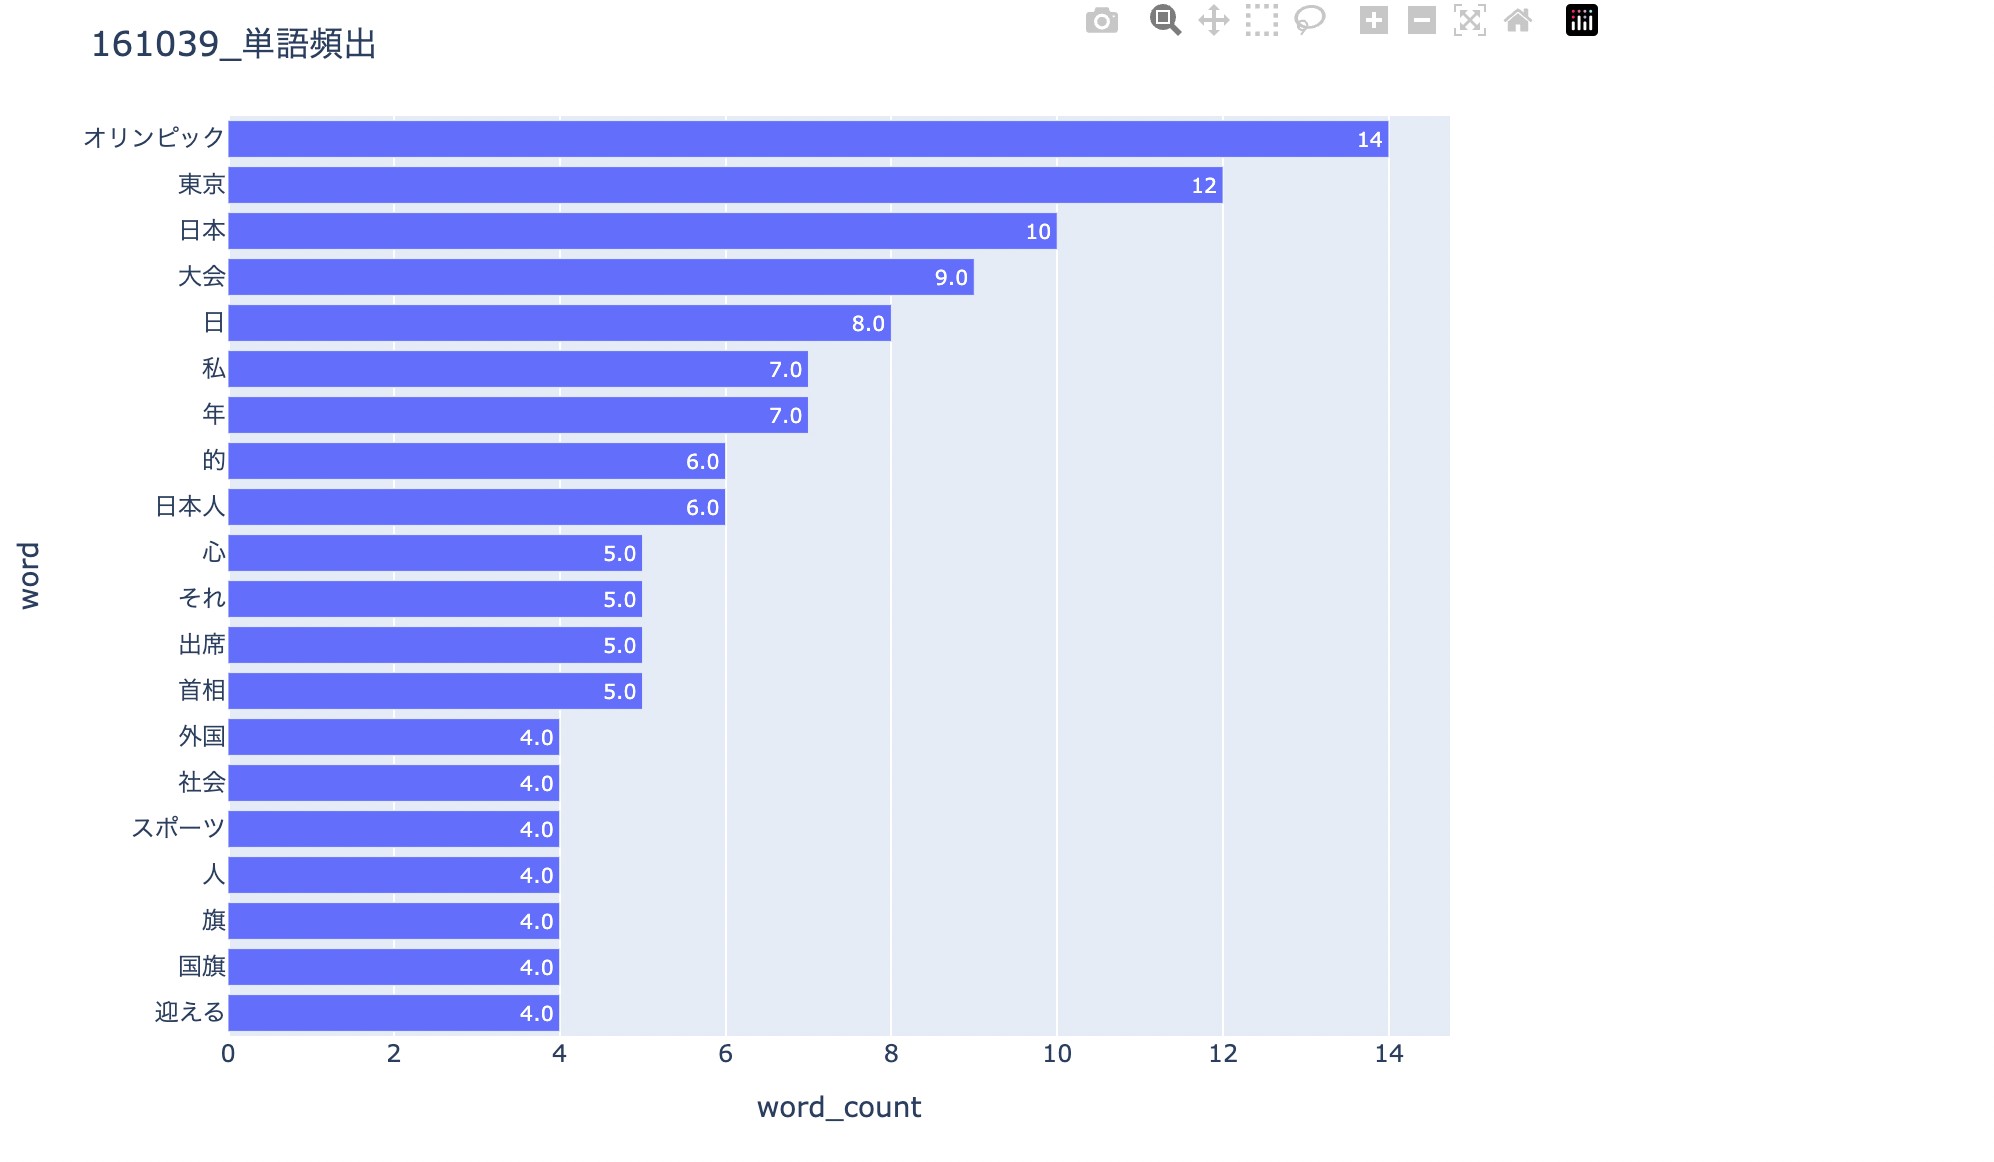 161039_単語頻出
オリンピック 14
東京 12
日本 10
大会 9.0
日 8.0
私 7.0
年 7.0
的 6.0
日本人 6.0
心 5.0
それ 5.0
出席 5.0
首相 5.0
外国 4.0
社会 4.0
スポーツ 4.0
人 4.0
旗 4.0
国旗 4.0
迎える 4.0
word
0 2 4 6 8 10 12 14
word_count